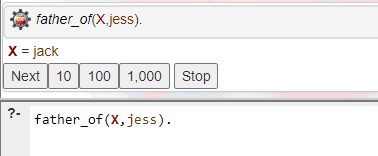 father_of(X,jess).
X = jack
Next 10 100 1,000 Stop
?- father_of(X,jess).